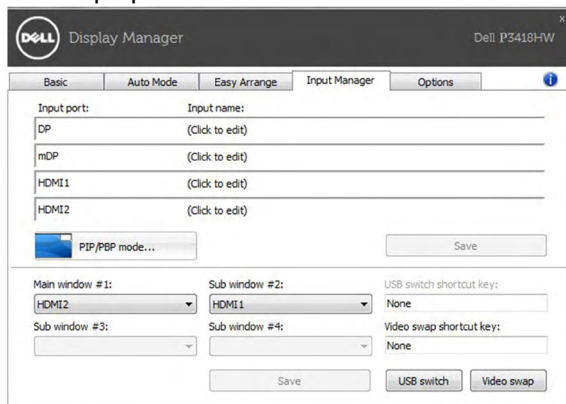 DELL Display Manager Dell P3418HW
x
Basic Auto Mode Easy Arrange Input Manager Options i
Input port: Input name:
DP (Click to edit)
mDP (Click to edit)
HDMI1 (Click to edit)
HDMI2 (Click to edit)
PIP/PBP mode... Save
Main window #1: Sub window #2: USB switch shortcut key:
HDMI2 HDMI1 None
Sub window #3: Sub window #4: Video swap shortcut key:
None
Save USB switch Video swap